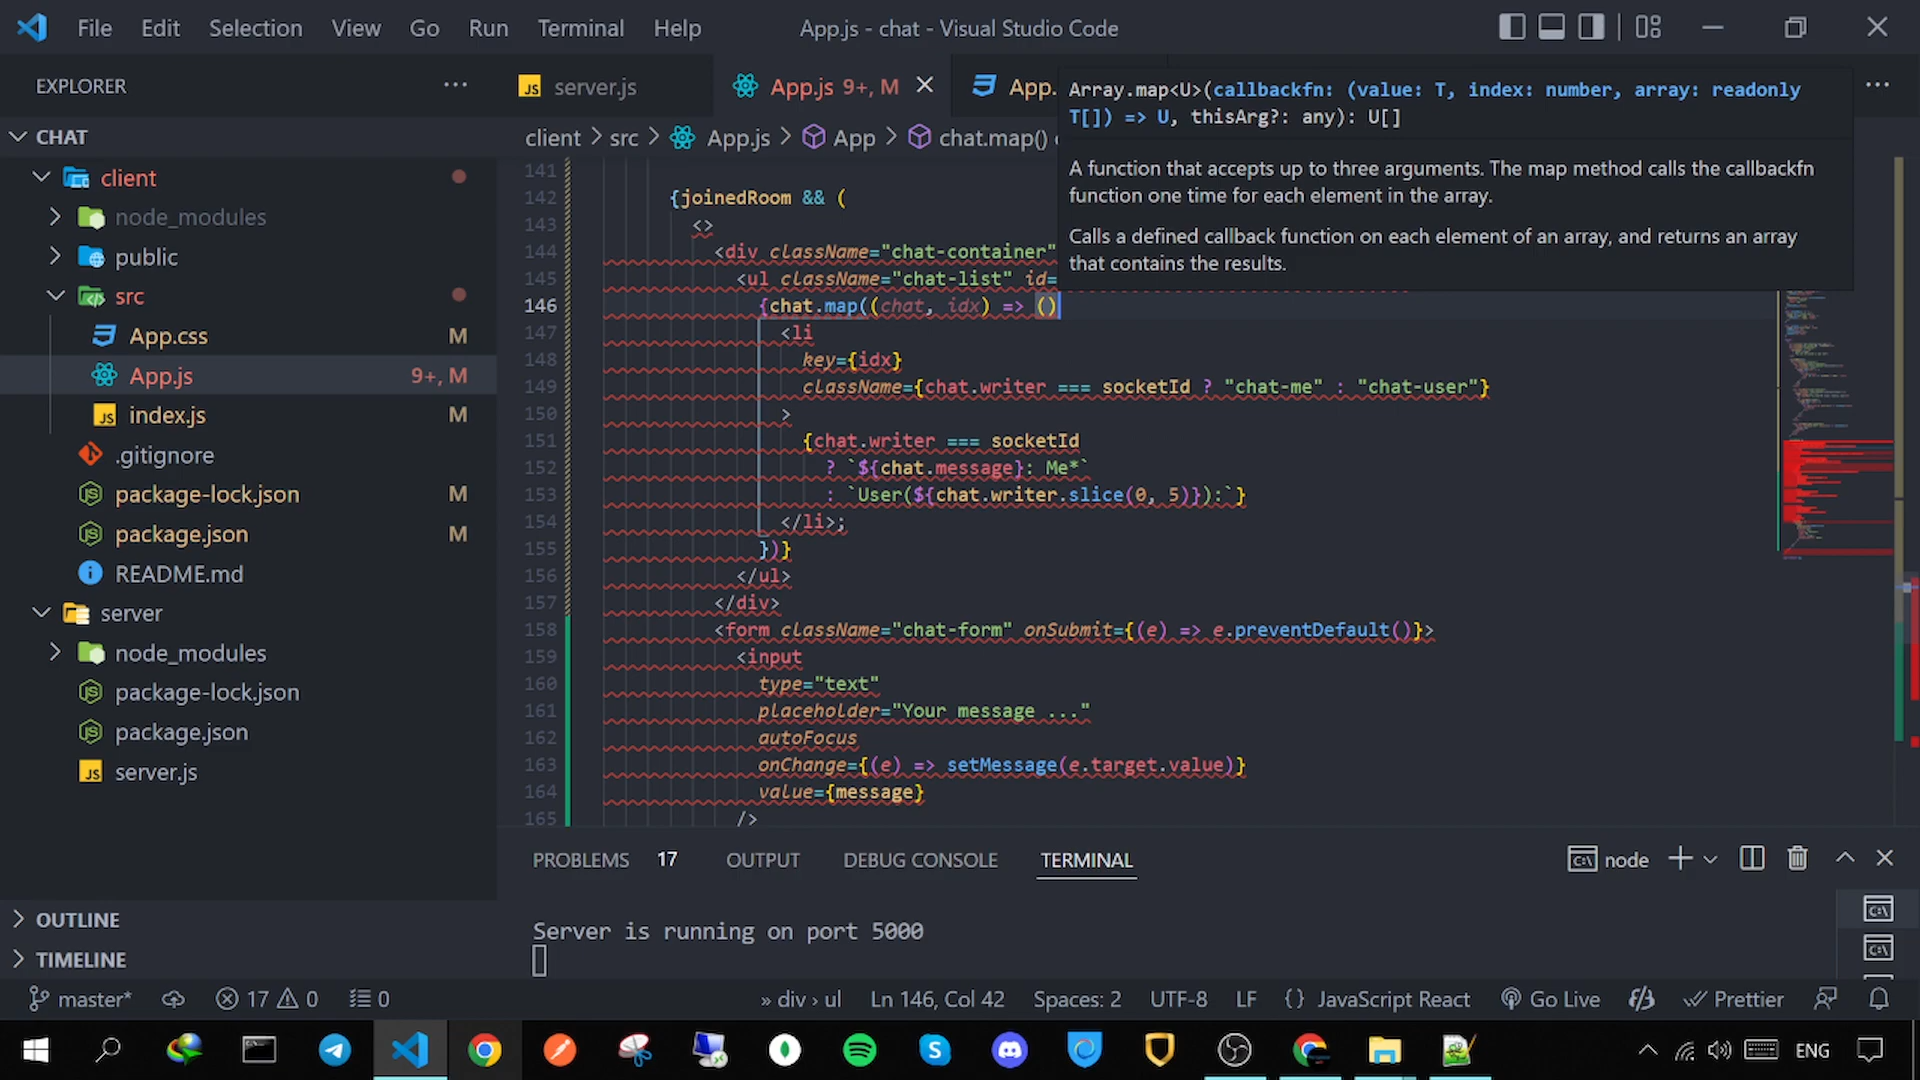 File Edit Selection View Go Run Terminal Help
App.js - chat - Visual Studio Code
EXPLORER
server.js
App.js 9+, M
App.
CHAT
client
node_modules
public
src
App.css M
App.js 9+, M
index.js M
.gitignore
package-lock.json M
package.json M
README.md
server
node_modules
package-lock.json
package.json
server.js
OUTLINE
TIMELINE
client > src > App.js > App > chat.map()
Array.map<U>(callbackfn: (value: T, index: number, array: readonly
T[]) => U, thisArg?: any): U[]
A function that accepts up to three arguments. The map method calls the callbackfn
function one time for each element in the array.
Calls a defined callback function on each element of an array, and returns an array
that contains the results.
141
142 {joinedRoom && (
143 <>
144 <div className="chat-container"
145 <ul className="chat-list" id=
146 {chat.map((chat, idx) => ()
147 <li
148 key={idx}
149 className={chat.writer === socketId ? "chat-me" : "chat-user"}
150 >
151 {chat.writer === socketId
152 ? `${chat.message}: Me*`
153 : `User(${chat.writer.slice(0, 5)}):`}
154 </li>;
155 })}
156 </ul>
157 </div>
158 <form className="chat-form" onSubmit={(e) => e.preventDefault()}>
159 <input
160 type="text"
161 placeholder="Your message ..."
162 autoFocus
163 onChange={(e) => setMessage(e.target.value)}
164 value={message}
165 />
PROBLEMS 17 OUTPUT DEBUG CONSOLE TERMINAL
node
Server is running on port 5000
master* 17 0 0
» div › ul Ln 146, Col 42 Spaces: 2 UTF-8 LF {} JavaScript React Go Live Prettier
ENG